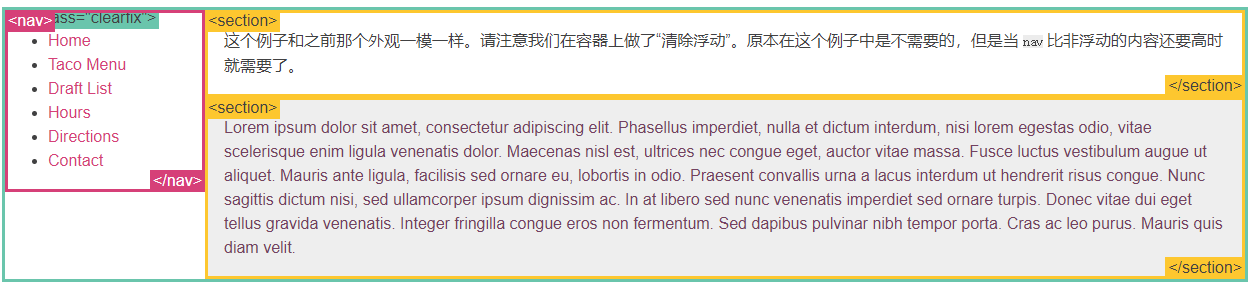 <nav>
ass="clearfix">
Home
Taco Menu
Draft List
Hours
Directions
Contact
</nav>
<section>
这个例子和之前那个外观一模一样。请注意我们在容器上做了“清除浮动”。原本在这个例子中是不需要的，但是当 nav 比非浮动的内容还要高时
就需要了。
</section>
<section>
Lorem ipsum dolor sit amet, consectetur adipiscing elit. Phasellus imperdiet, nulla et dictum interdum, nisi lorem egestas odio, vitae
scelerisque enim ligula venenatis dolor. Maecenas nisl est, ultrices nec congue eget, auctor vitae massa. Fusce luctus vestibulum augue ut
aliquet. Mauris ante ligula, facilisis sed ornare eu, lobortis in odio. Praesent convallis urna a lacus interdum ut hendrerit risus congue. Nunc
sagittis dictum nisi, sed ullamcorper ipsum dignissim ac. In at libero sed nunc venenatis imperdiet sed ornare turpis. Donec vitae dui eget
tellus gravida venenatis. Integer fringilla congue eros non fermentum. Sed dapibus pulvinar nibh tempor porta. Cras ac leo purus. Mauris quis
diam velit.
</section>